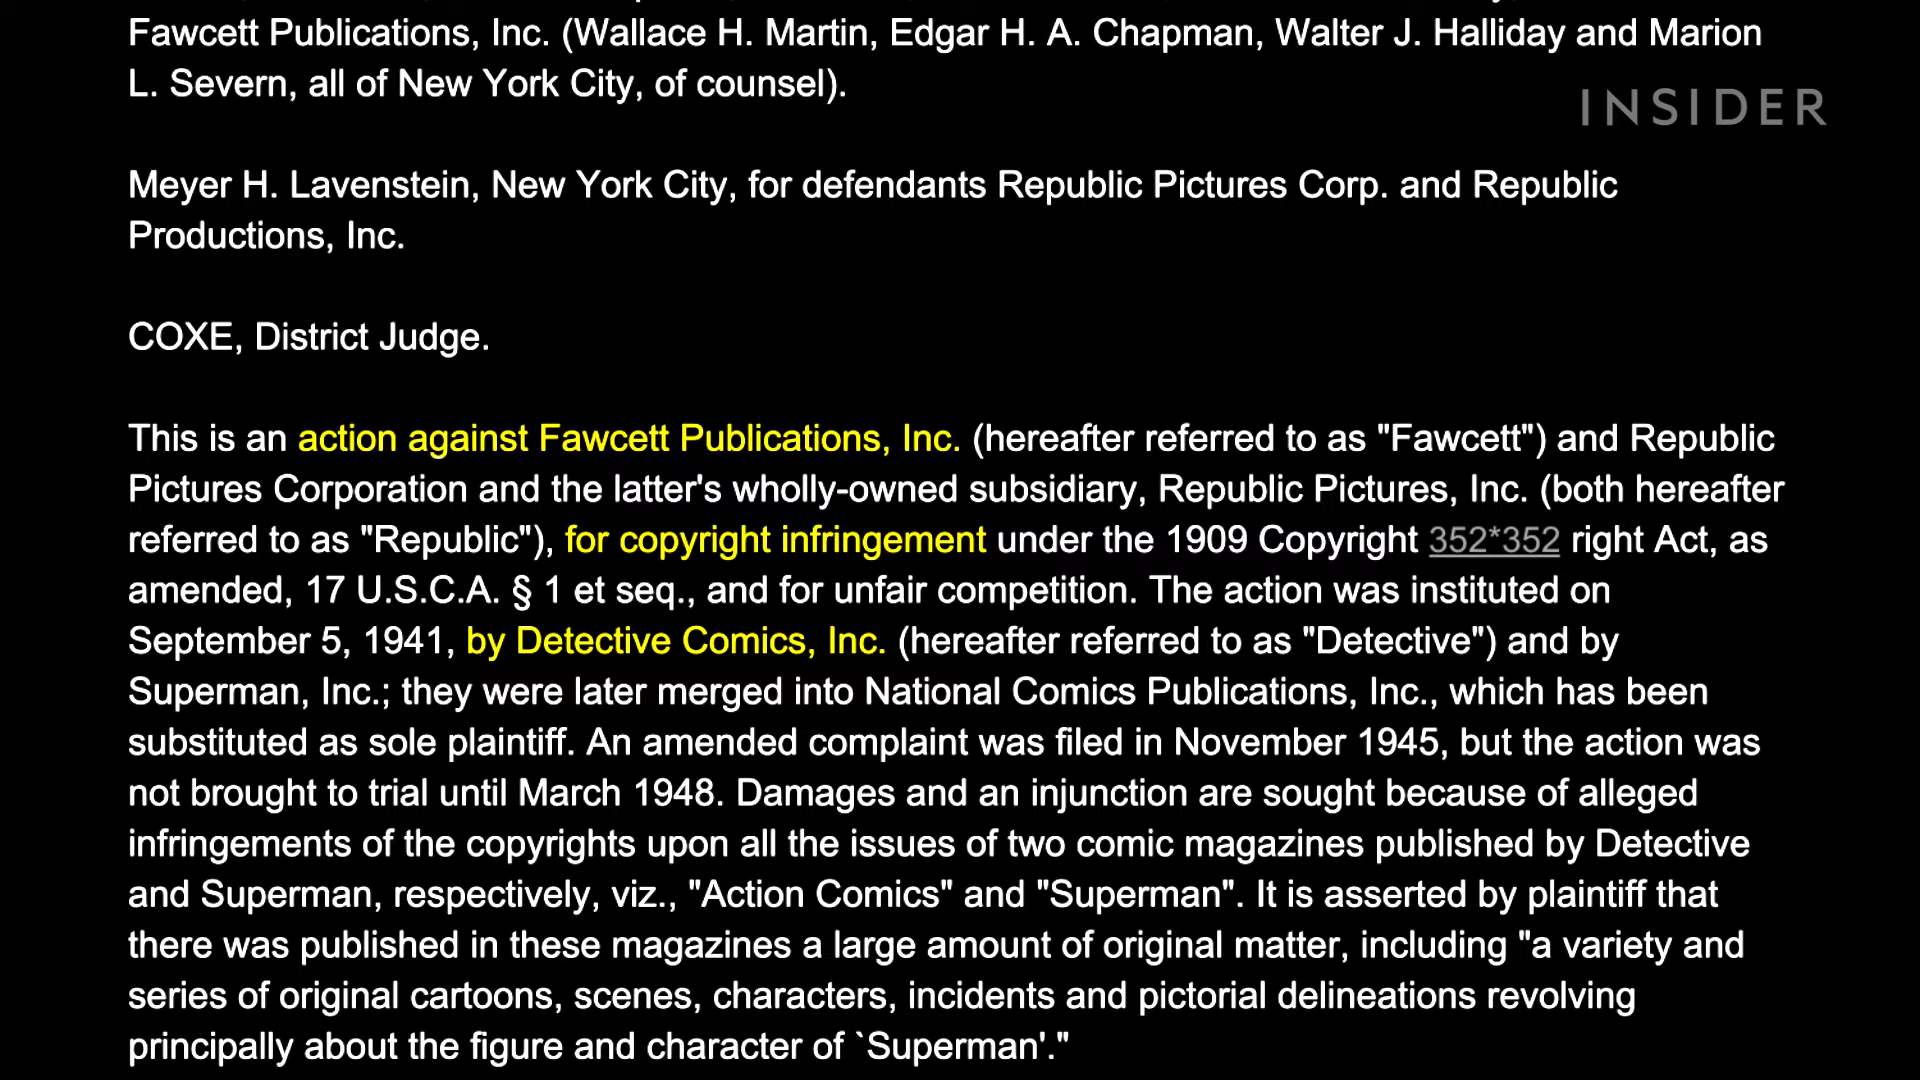 Fawcett Publications, Inc. (Wallace H. Martin, Edgar H. A. Chapman, Walter J. Halliday and Marion
L. Severn, all of New York City, of counsel).
INSIDER
Meyer H. Lavenstein, New York City, for defendants Republic Pictures Corp. and Republic
Productions, Inc.
COXE, District Judge.
This is an action against Fawcett Publications, Inc. (hereafter referred to as "Fawcett") and Republic
Pictures Corporation and the latter's wholly-owned subsidiary, Republic Pictures, Inc. (both hereafter
referred to as "Republic"), for copyright infringement under the 1909 Copyright 352*352 right Act, as
amended, 17 U.S.C.A. § 1 et seq., and for unfair competition. The action was instituted on
September 5, 1941, by Detective Comics, Inc. (hereafter referred to as "Detective") and by
Superman, Inc.; they were later merged into National Comics Publications, Inc., which has been
substituted as sole plaintiff. An amended complaint was filed in November 1945, but the action was
not brought to trial until March 1948. Damages and an injunction are sought because of alleged
infringements of the copyrights upon all the issues of two comic magazines published by Detective
and Superman, respectively, viz., "Action Comics" and "Superman". It is asserted by plaintiff that
there was published in these magazines a large amount of original matter, including "a variety and
series of original cartoons, scenes, characters, incidents and pictorial delineations revolving
principally about the figure and character of `Superman'."